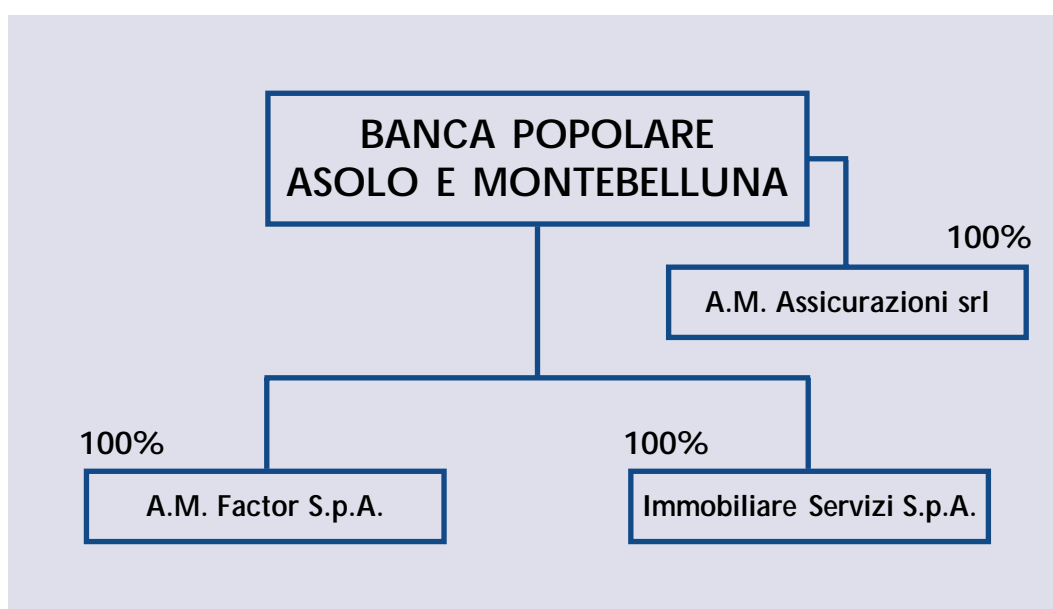 BANCA POPOLARE
ASOLO E MONTEBELLUNA
100%
A.M. Assicurazioni srl
100%
A.M. Factor S.p.A.
100%
Immobiliare Servizi S.p.A.